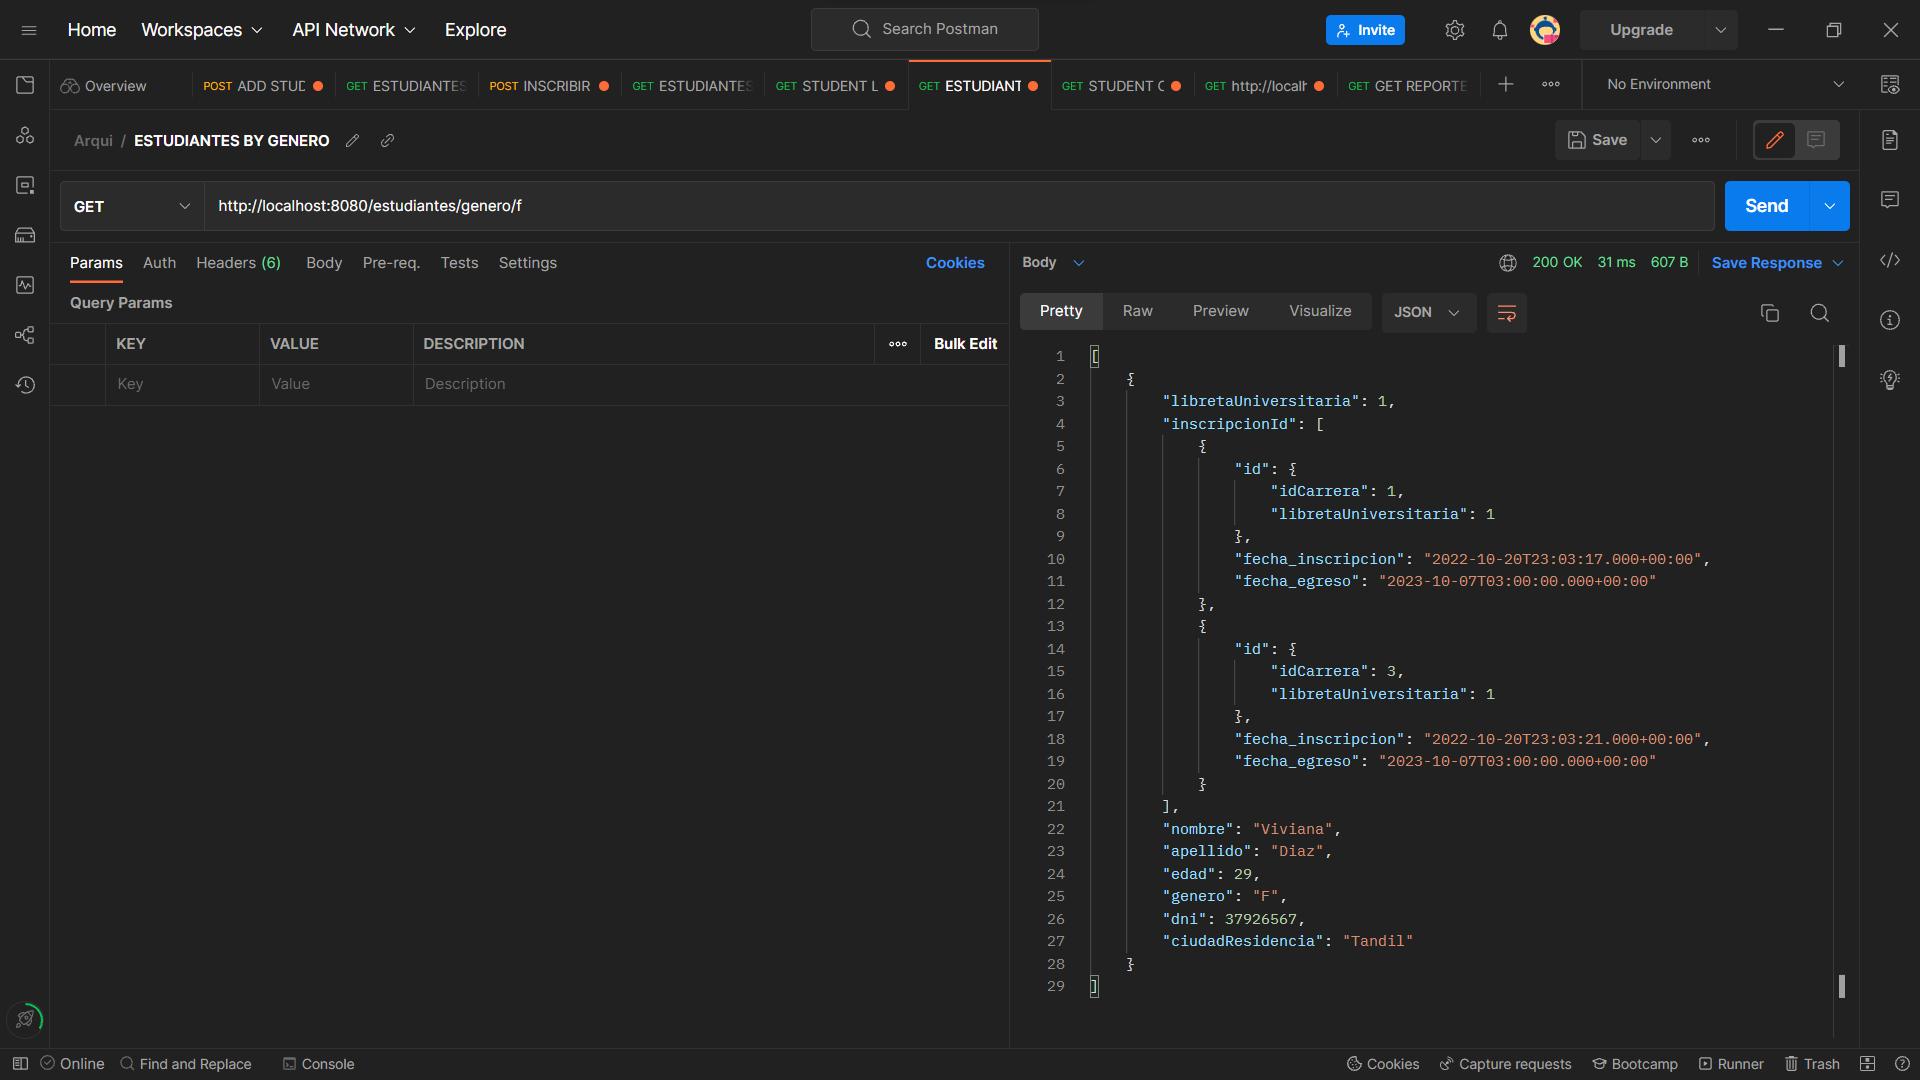 Home Workspaces API Network Explore Search Postman Invite Upgrade
Overview POST ADD STUD GET ESTUDIANTES POST INSCRIBIR GET ESTUDIANTES GET STUDENT L GET ESTUDIANT GET STUDENT GET http://localh GET GET REPORTE No Environment
Arqui / ESTUDIANTES BY GENERO Save
GET http://localhost:8080/estudiantes/genero/f Send
Params Auth Headers (6) Body Pre-req. Tests Settings Cookies
Body 200 OK 31 ms 607 B Save Response
Query Params
Pretty Raw Preview Visualize JSON
KEY VALUE DESCRIPTION Bulk Edit
Key Value Description
1 [
2 {
3 "libretaUniversitaria": 1,
4 "inscripcionId": [
5 {
6 "id": {
7 "idCarrera": 1,
8 "libretaUniversitaria": 1
9 },
10 "fecha_inscripcion": "2022-10-20T23:03:17.000+00:00",
11 "fecha_egreso": "2023-10-07T03:00:00.000+00:00"
12 },
13 {
14 "id": {
15 "idCarrera": 3,
16 "libretaUniversitaria": 1
17 },
18 "fecha_inscripcion": "2022-10-20T23:03:21.000+00:00",
19 "fecha_egreso": "2023-10-07T03:00:00.000+00:00"
20 }
21 ],
22 "nombre": "Viviana",
23 "apellido": "Diaz",
24 "edad": 29,
25 "genero": "F",
26 "dni": 37926567,
27 "ciudadResidencia": "Tandil"
28 }
29 ]
Online Find and Replace Console Cookies Capture requests Bootcamp Runner Trash